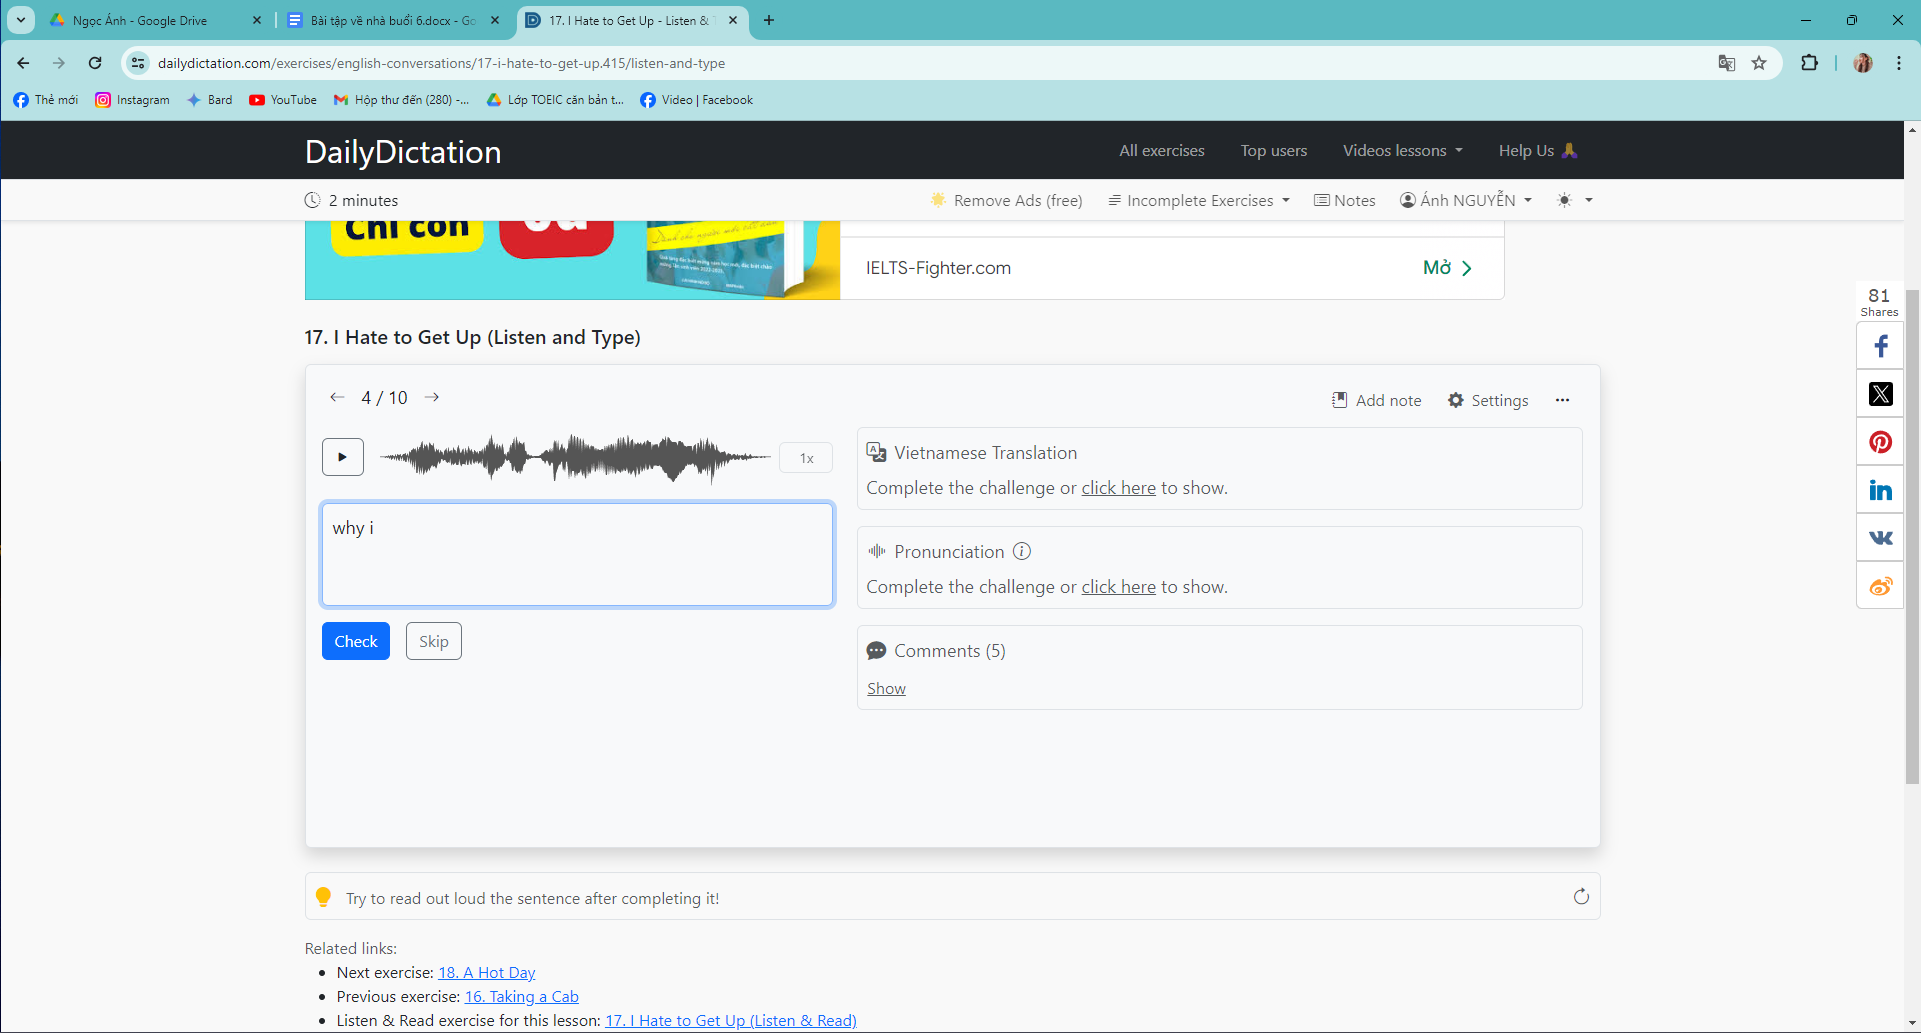 Ngọc Ánh - Google Drive
Bài tập về nhà buổi 6.docx - Go
17. I Hate to Get Up - Listen &
dailydictation.com/exercises/english-conversations/17-i-hate-to-get-up.415/listen-and-type
Thẻ mới
Instagram
Bard
YouTube
Hộp thư đến (280) -...
Lớp TOEIC căn bản t...
Video | Facebook
DailyDictation
All exercises
Top users
Videos lessons
Help Us
2 minutes
Remove Ads (free)
Incomplete Exercises
Notes
Ánh NGUYỄN
Chỉ còn
IELTS-Fighter.com
Mở
81
Shares
17. I Hate to Get Up (Listen and Type)
4 / 10
Add note
Settings
1x
Vietnamese Translation
Complete the challenge or click here to show.
why i
Pronunciation
Complete the challenge or click here to show.
Check
Skip
Comments (5)
Show
Try to read out loud the sentence after completing it!
Related links:
Next exercise: 18. A Hot Day
Previous exercise: 16. Taking a Cab
Listen & Read exercise for this lesson: 17. I Hate to Get Up (Listen & Read)